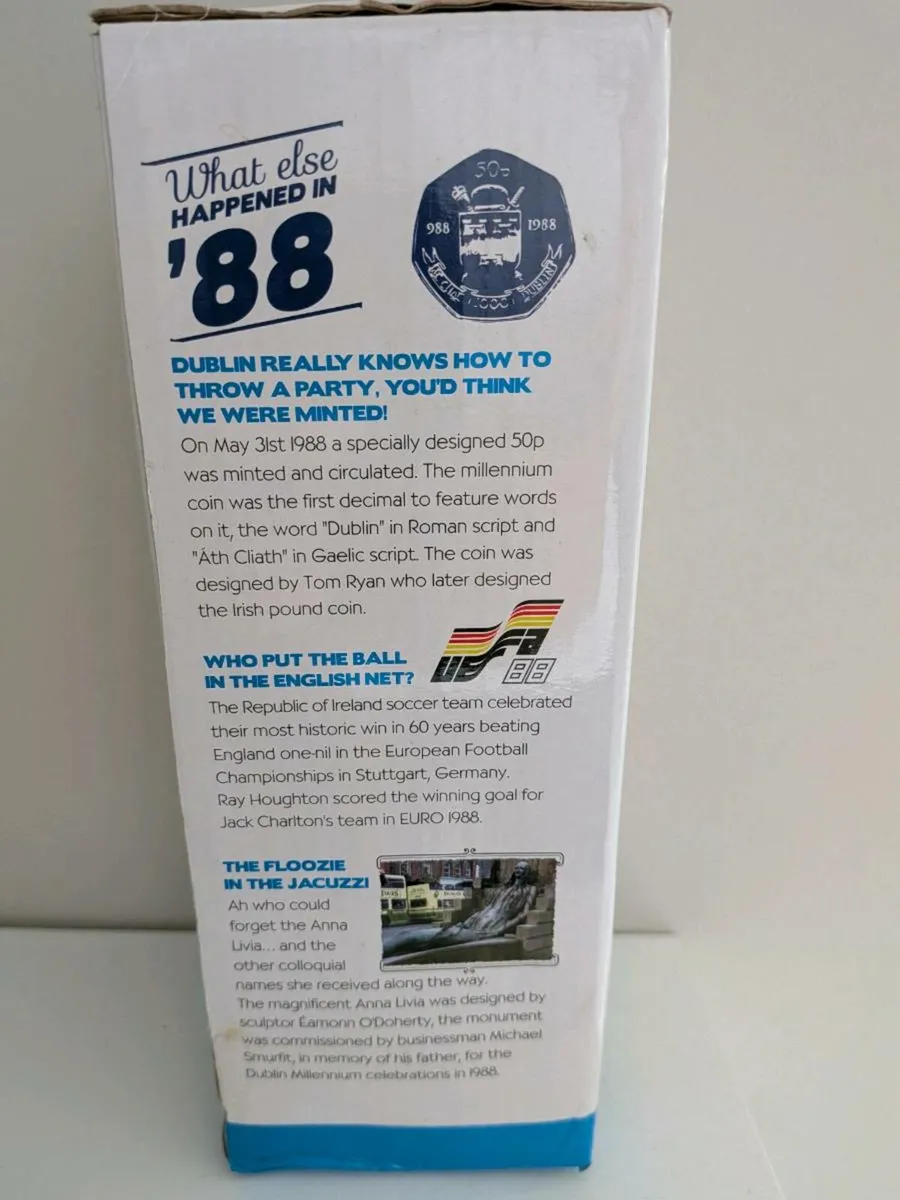 What else
HAPPENED IN
'88
50p
988 1988
DUBLIN
DUBLIN REALLY KNOWS HOW TO
THROW A PARTY, YOU'D THINK
WE WERE MINTED!
On May 31st 1988 a specially designed 50p
was minted and circulated. The millennium
coin was the first decimal to feature words
on it, the word "Dublin" in Roman script and
"Áth Cliath" in Gaelic script. The coin was
designed by Tom Ryan who later designed
the Irish pound coin.
UEFA
88
WHO PUT THE BALL
IN THE ENGLISH NET?
The Republic of Ireland soccer team celebrated
their most historic win in 60 years beating
England one-nil in the European Football
Championships in Stuttgart, Germany.
Ray Houghton scored the winning goal for
Jack Charlton's team in EURO 1988.
THE FLOOZIE
IN THE JACUZZI
Ah who could
forget the Anna
Livia... and the
other colloquial
names she received along the way.
The magnificent Anna Livia was designed by
sculptor Éamonn O'Doherty, the monument
was commissioned by businessman Michael
Smurfit, in memory of his father, for the
Dublin Millennium celebrations in 1988.